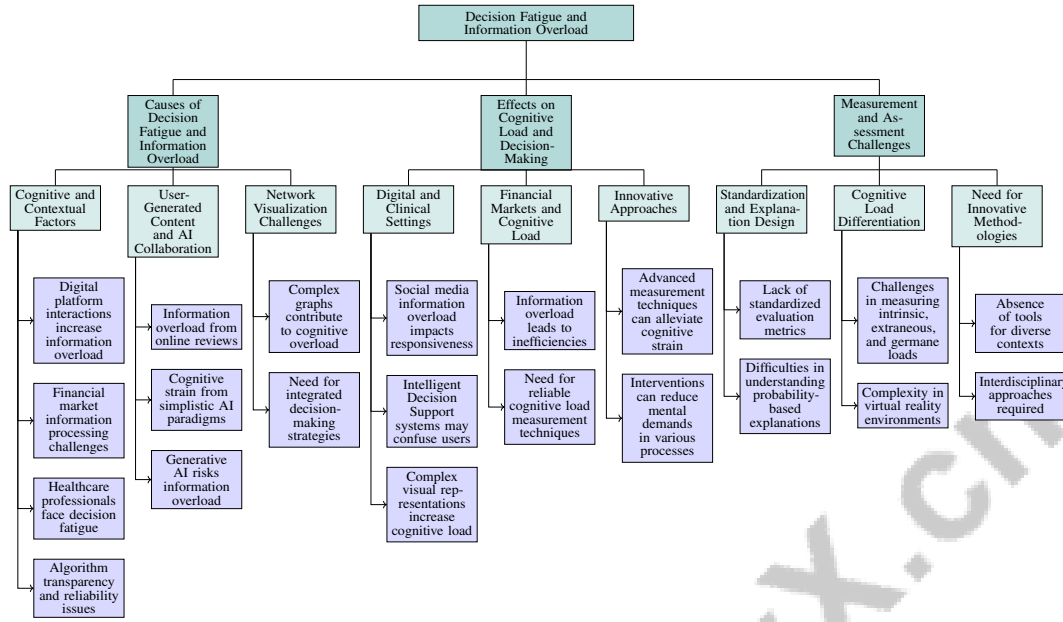 Decision Fatigue and
Information Overload
Causes of
Decision
Fatigue and
Information
Overload
Effects on
Cognitive
Load and
Decision-
Making
Measurement
and As-
sessment
Challenges
Cognitive and
Contextual
Factors
User-
Generated
Content
and AI
Collaboration
Network
Visualization
Challenges
Digital and
Clinical
Settings
Financial
Markets and
Cognitive
Load
Innovative
Approaches
Standardization
and Explana-
tion Design
Cognitive
Load
Differentiation
Need for
Innovative
Method-
ologies
Digital
platform
interactions
increase
information
overload
Financial
market
information
processing
challenges
Healthcare
professionals
face decision
fatigue
Algorithm
transparency
and reliability
issues
Information
overload from
online reviews
Cognitive
strain from
simplistic AI
paradigms
Generative
AI risks
information
overload
Complex
graphs
contribute
to cognitive
overload
Need for
integrated
decision-
making
strategies
Social media
information
overload
impacts
responsiveness
Intelligent
Decision
Support
systems may
confuse users
Complex
visual rep-
resentations
increase
cognitive load
Information
overload
leads to
inefficiencies
Need for
reliable
cognitive load
measurement
techniques
Advanced
measurement
techniques
can alleviate
cognitive
strain
Interventions
can reduce
mental
demands
in various
processes
Lack of
standardized
evaluation
metrics
Difficulties in
understanding
probability-
based
explanations
Challenges
in measuring
intrinsic,
extraneous,
and germane
loads
Complexity in
virtual reality
environments
Absence
of tools
for diverse
contexts
Interdisciplinary
approaches
required
x.cn